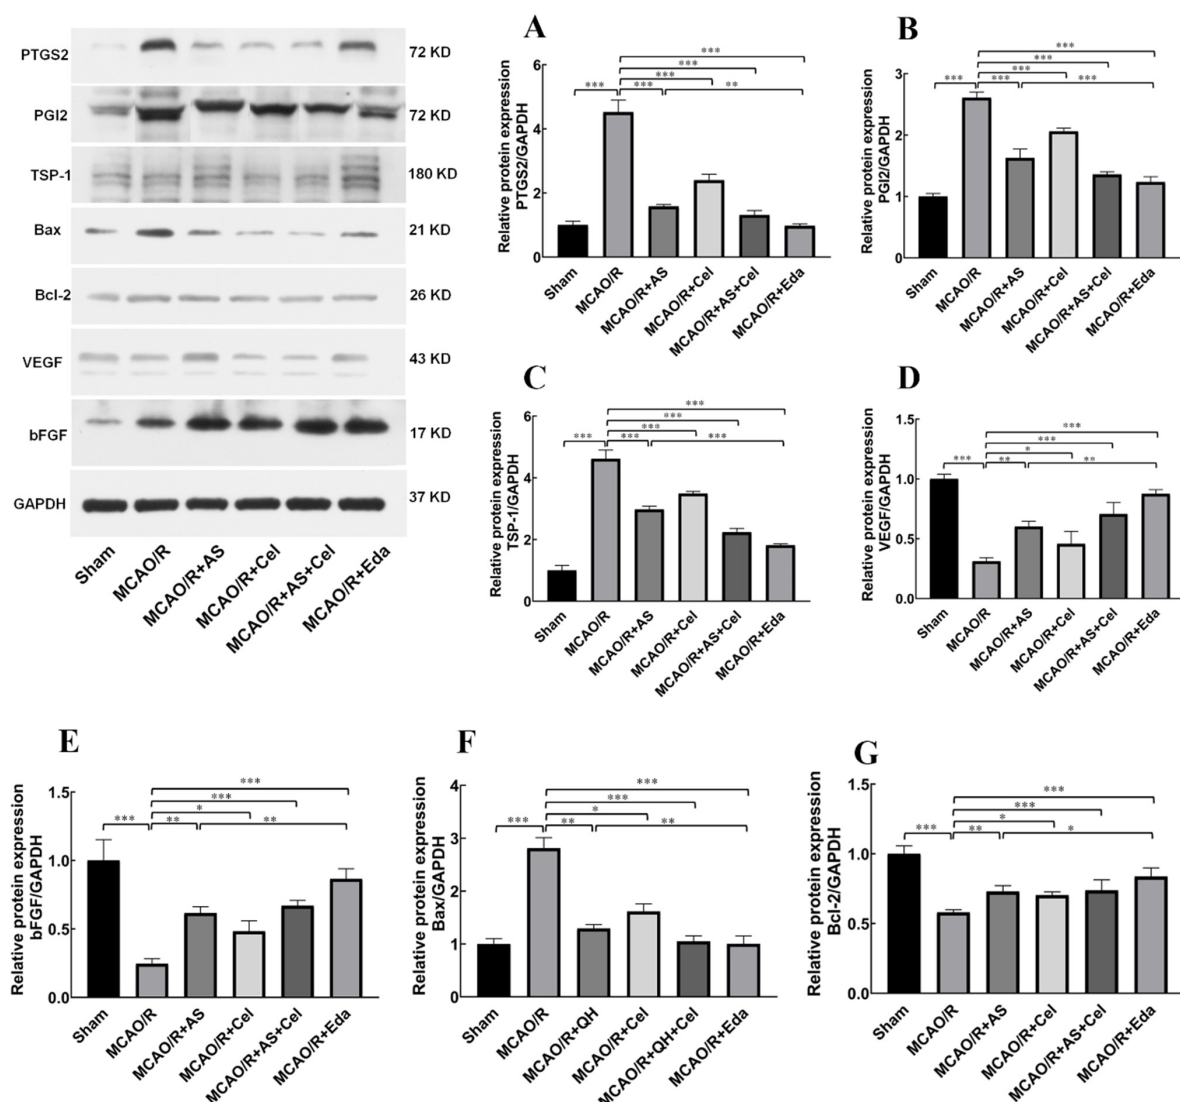 PTGS2 72 KD
PGI2 72 KD
TSP-1 180 KD
Bax 21 KD
Bcl-2 26 KD
VEGF 43 KD
bFGF 17 KD
GAPDH 37 KD
Sham
MCAO/R
MCAO/R+AS
MCAO/R+Cel
MCAO/R+AS+Cel
MCAO/R+Eda
A
Relative protein expression
PTGS2/GAPDH
6
4
2
0
***
***
***
***
***
**
Sham
MCAO/R
MCAO/R+AS
MCAO/R+Cel
MCAO/R+AS+Cel
MCAO/R+Eda
B
Relative protein expression
PGI2/GAPDH
3
2
1
0
***
***
***
***
***
***
Sham
MCAO/R
MCAO/R+AS
MCAO/R+Cel
MCAO/R+AS+Cel
MCAO/R+Eda
C
Relative protein expression
TSP-1/GAPDH
6
4
2
0
***
***
***
***
***
***
Sham
MCAO/R
MCAO/R+AS
MCAO/R+Cel
MCAO/R+AS+Cel
MCAO/R+Eda
D
Relative protein expression
VEGF/GAPDH
1.5
1.0
0.5
0.0
***
***
*
***
**
**
Sham
MCAO/R
MCAO/R+AS
MCAO/R+Cel
MCAO/R+AS+Cel
MCAO/R+Eda
E
Relative protein expression
bFGF/GAPDH
1.5
1.0
0.5
0.0
***
***
*
***
**
**
Sham
MCAO/R
MCAO/R+AS
MCAO/R+Cel
MCAO/R+AS+Cel
MCAO/R+Eda
F
Relative protein expression
Bax/GAPDH
4
3
2
1
0
***
***
*
***
**
**
Sham
MCAO/R
MCAO/R+QH
MCAO/R+Cel
MCAO/R+QH+Cel
MCAO/R+Eda
G
Relative protein expression
Bcl-2/GAPDH
1.5
1.0
0.5
0.0
***
***
*
***
**
*
Sham
MCAO/R
MCAO/R+AS
MCAO/R+Cel
MCAO/R+AS+Cel
MCAO/R+Eda